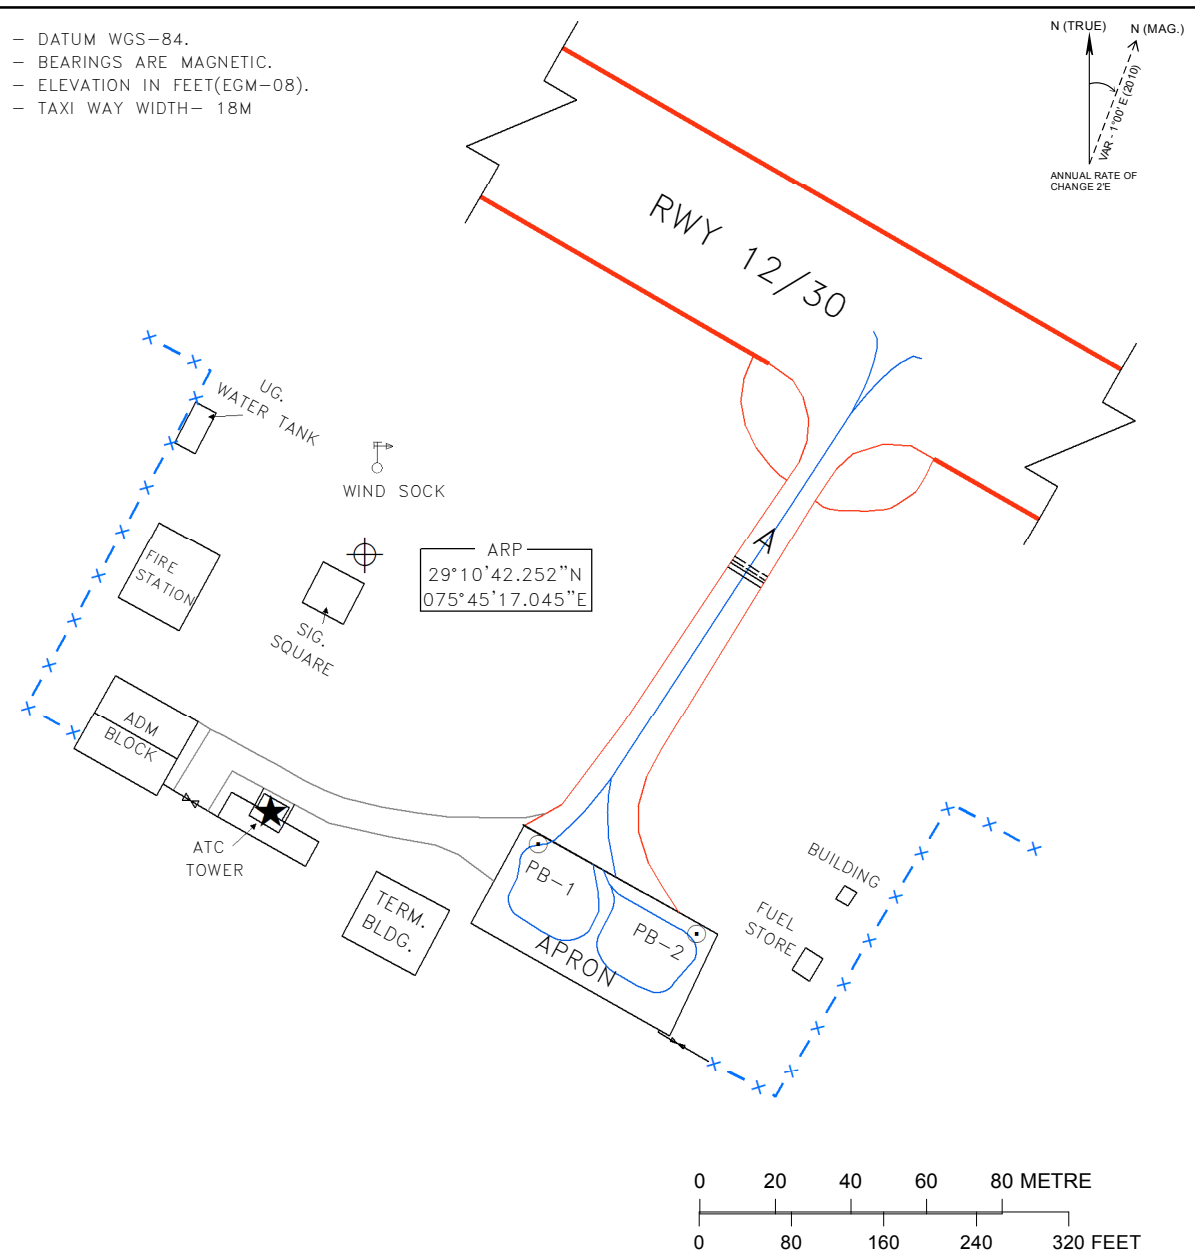 - DATUM WGS-84.
- BEARINGS ARE MAGNETIC.
- ELEVATION IN FEET(EGM-08).
- TAXI WAY WIDTH- 18M
N (TRUE)
N (MAG.)
VAR - 1°00' E (2010)
ANNUAL RATE OF
CHANGE 2'E
RWY 12/30
UG.
WATER TANK
WIND SOCK
ARP
29°10'42.252"N
075°45'17.045"E
A
FIRE
STATION
SIG.
SQUARE
ADM
BLOCK
ATC
TOWER
TERM.
BLDG.
PB-1
PB-2
APRON
BUILDING
FUEL
STORE
0 20 40 60 80 METRE
0 80 160 240 320 FEET